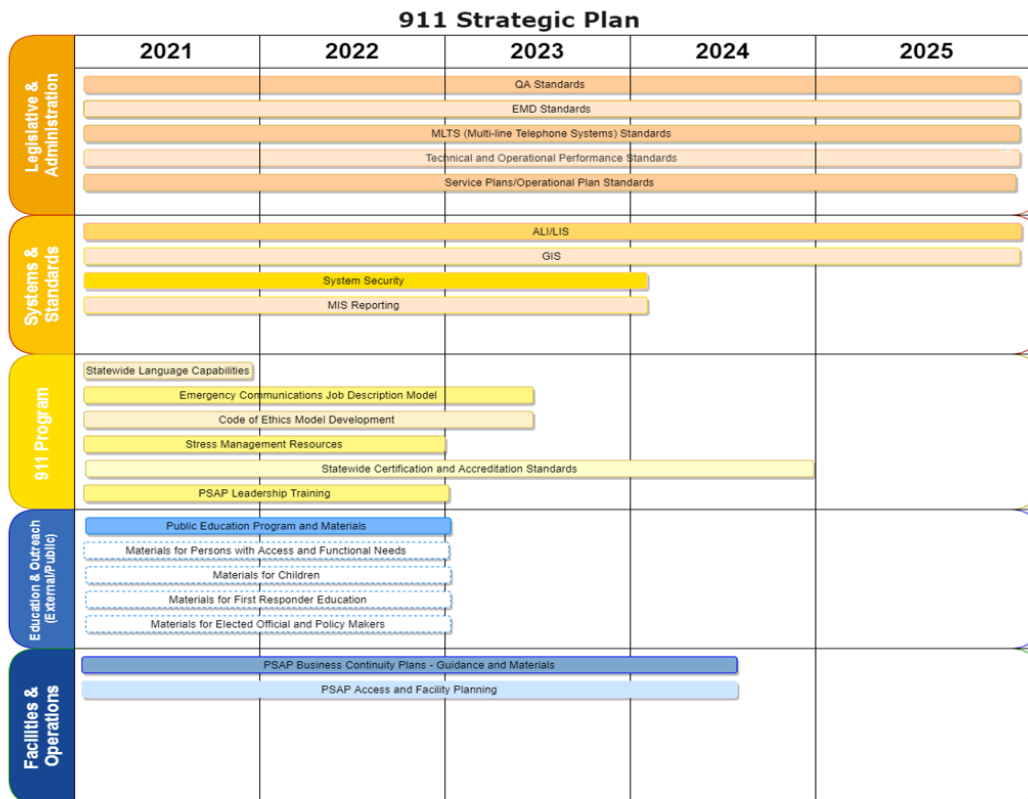 911 Strategic Plan
2021 2022 2023 2024 2025
Legislative &
Administration
QA Standards
EMD Standards
MLTS (Multi-line Telephone Systems) Standards
Technical and Operational Performance Standards
Service Plans/Operational Plan Standards
Systems &
Standards
ALI/LIS
GIS
System Security
MIS Reporting
911 Program
Statewide Language Capabilities
Emergency Communications Job Description Model
Code of Ethics Model Development
Stress Management Resources
Statewide Certification and Accreditation Standards
PSAP Leadership Training
Education & Outreach
(External/Public)
Public Education Program and Materials
Materials for Persons with Access and Functional Needs
Materials for Children
Materials for First Responder Education
Materials for Elected Official and Policy Makers
Facilities &
Operations
PSAP Business Continuity Plans - Guidance and Materials
PSAP Access and Facility Planning